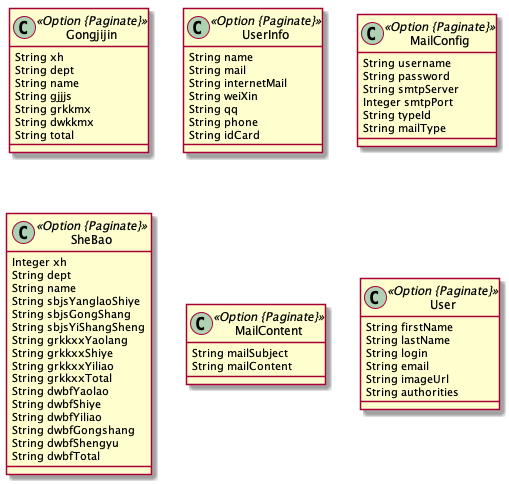 C «Option {Paginate}»
Gongjijin
String xh
String dept
String name
String gjjjs
String grkkmx
String dwkkmx
String total
C «Option {Paginate}»
UserInfo
String name
String mail
String internetMail
String weiXin
String qq
String phone
String idCard
C «Option {Paginate}»
MailConfig
String username
String password
String smtpServer
Integer smtpPort
String typeId
String mailType
C «Option {Paginate}»
SheBao
Integer xh
String dept
String name
String sbjsYanglaoShiye
String sbjsGongShang
String sbjsYiShangSheng
String grkkxxYaolang
String grkkxxShiye
String grkkxxYiliao
String grkkxxTotal
String dwbfYaolao
String dwbfShiye
String dwbfYiliao
String dwbfGongshang
String dwbfShengyu
String dwbfTotal
C «Option {Paginate}»
MailContent
String mailSubject
String mailContent
C «Option {Paginate}»
User
String firstName
String lastName
String login
String email
String imageUrl
String authorities